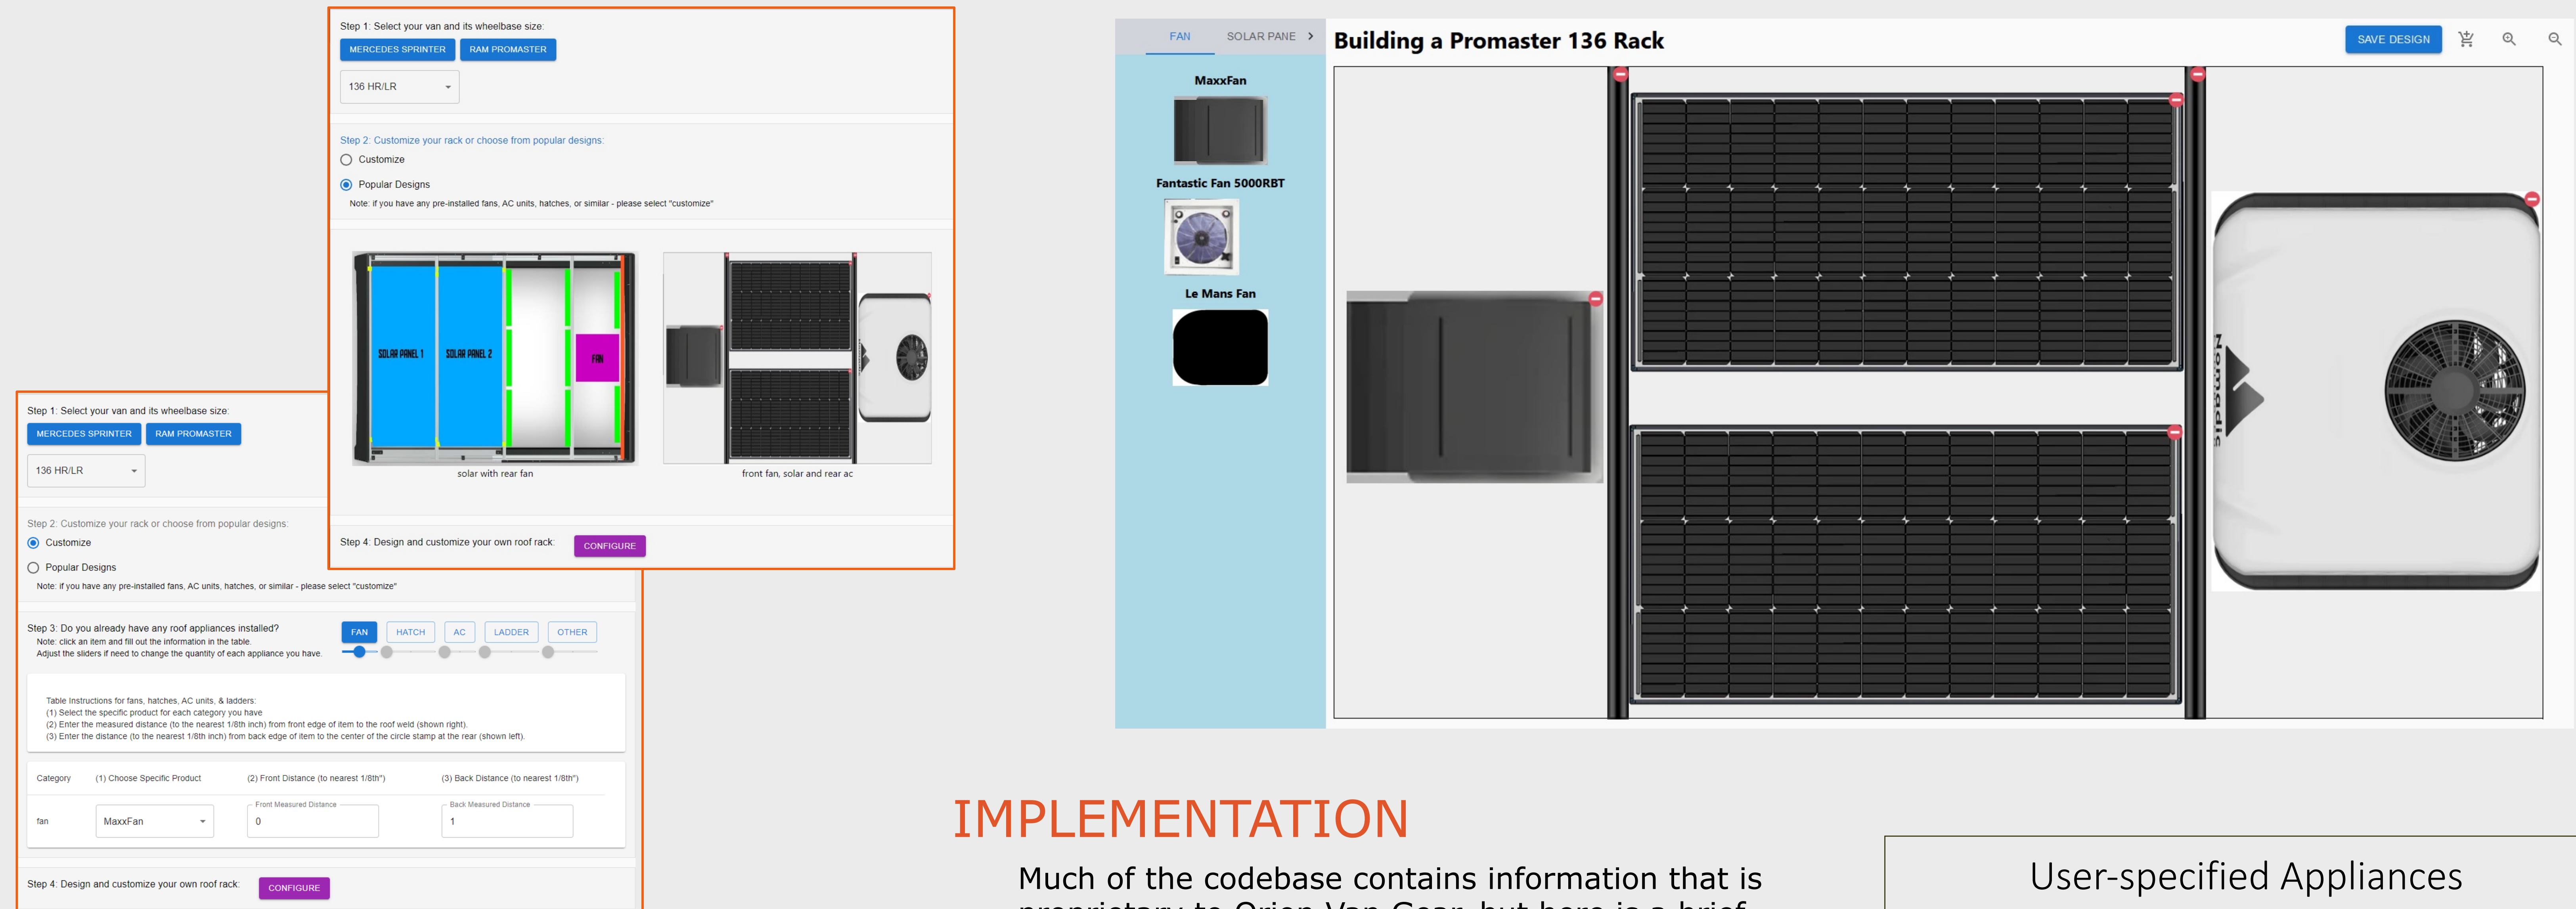 Step 1: Select your van and its wheelbase size:
MERCEDES SPRINTER RAM PROMASTER
136 HR/LR
Step 2: Customize your rack or choose from popular designs:
Customize
Popular Designs
Note: if you have any pre-installed fans, AC units, hatches, or similar - please select "customize"
SOLAR PANEL 1 SOLAR PANEL 2 FAN
solar with rear fan front fan, solar and rear ac
Step 4: Design and customize your own roof rack: CONFIGURE
Step 1: Select your van and its wheelbase size:
MERCEDES SPRINTER RAM PROMASTER
136 HR/LR
Step 2: Customize your rack or choose from popular designs:
Customize
Popular Designs
Note: if you have any pre-installed fans, AC units, hatches, or similar - please select "customize"
Step 3: Do you already have any roof appliances installed?
Note: click an item and fill out the information in the table.
Adjust the sliders if need to change the quantity of each appliance you have.
FAN HATCH AC LADDER OTHER
Table Instructions for fans, hatches, AC units, & ladders:
(1) Select the specific product for each category you have
(2) Enter the measured distance (to the nearest 1/8th inch) from front edge of item to the roof weld (shown right).
(3) Enter the distance (to the nearest 1/8th inch) from back edge of item to the center of the circle stamp at the rear (shown left).
Category (1) Choose Specific Product (2) Front Distance (to nearest 1/8th") (3) Back Distance (to nearest 1/8th")
Front Measured Distance Back Measured Distance
fan MaxxFan 0 1
Step 4: Design and customize your own roof rack: CONFIGURE
FAN SOLAR PANE
Building a Promaster 136 Rack
SAVE DESIGN
MaxxFan
Fantastic Fan 5000RBT
Le Mans Fan
Nomadic
IMPLEMENTATION
Much of the codebase contains information that is
proprietary to Orion Van Gear, but here is a brief
User-specified Appliances